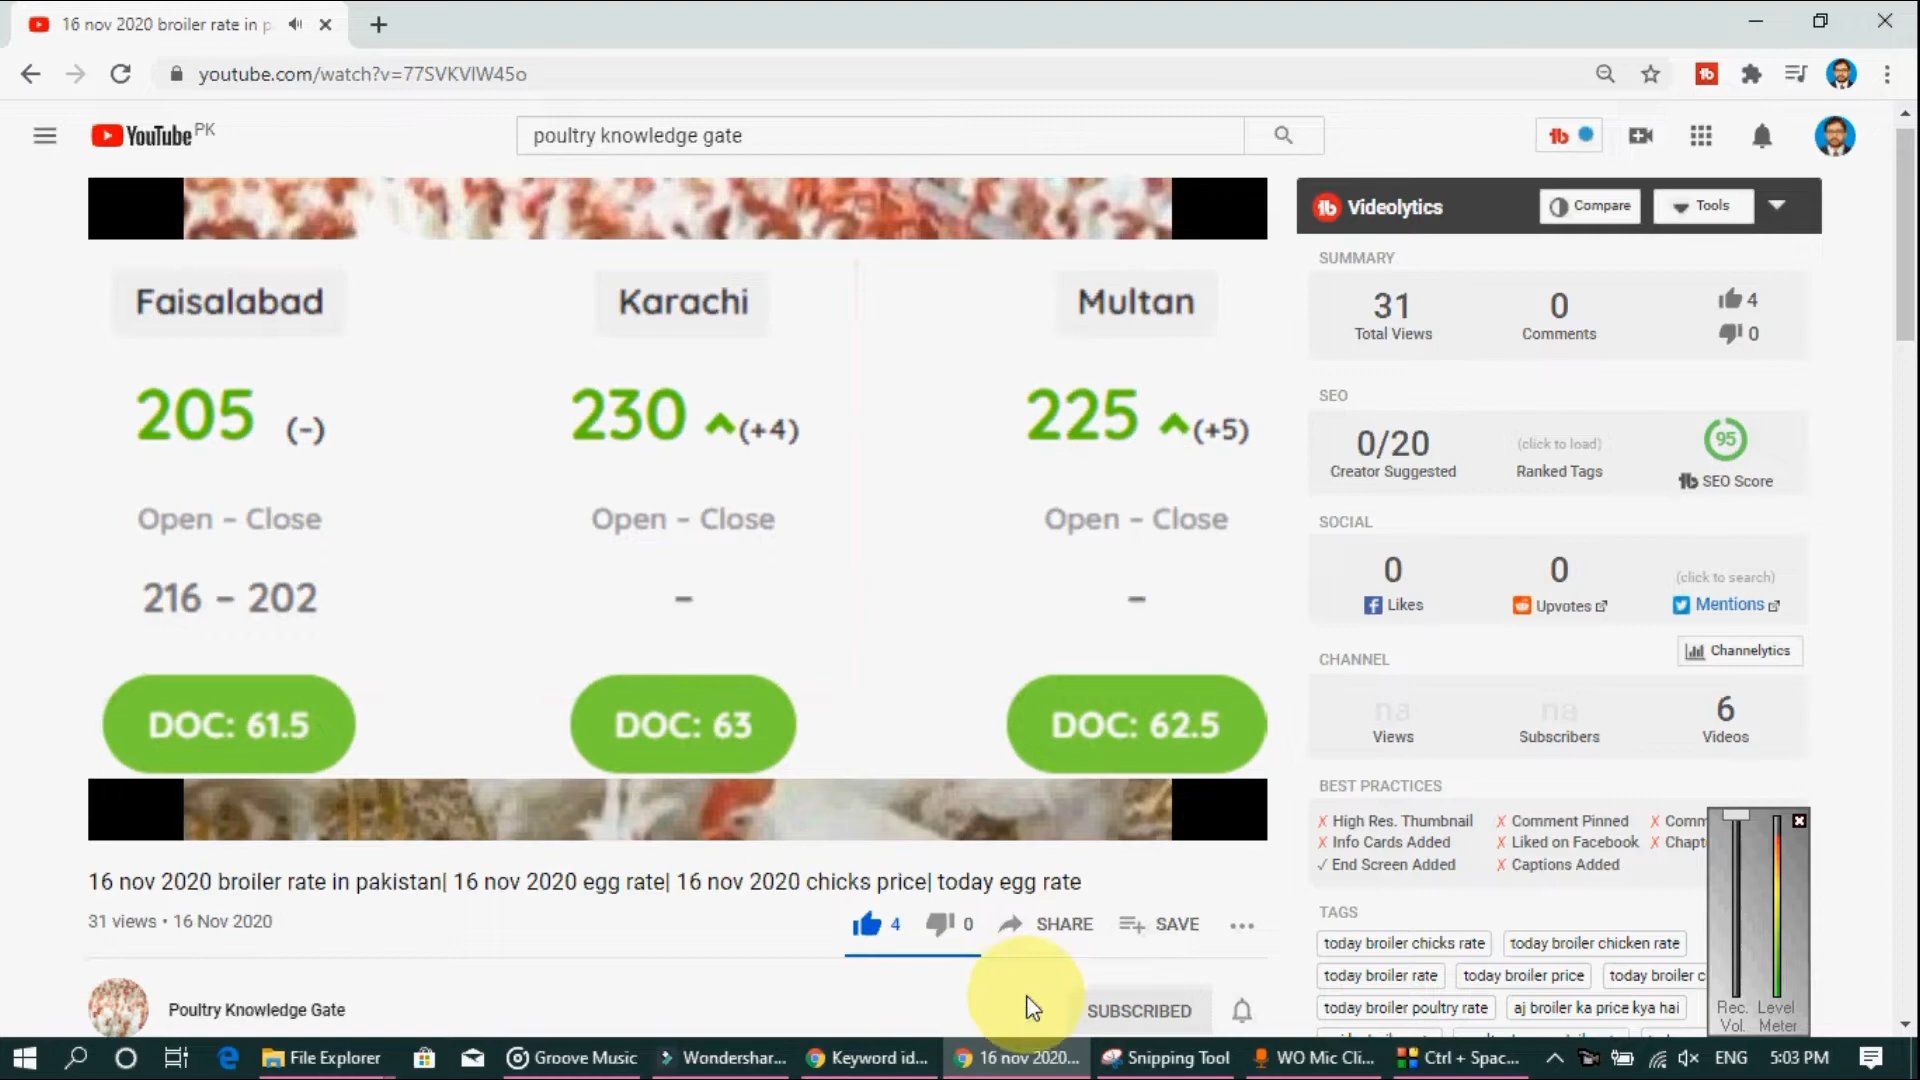 16 nov 2020 broiler rate in p
youtube.com/watch?v=77SVKVIW45o
YouTube PK
poultry knowledge gate
Faisalabad Karachi Multan
205 (-) 230 (+4) 225 (+5)
Open - Close Open - Close Open - Close
216 - 202 - -
DOC: 61.5 DOC: 63 DOC: 62.5
16 nov 2020 broiler rate in pakistan| 16 nov 2020 egg rate| 16 nov 2020 chicks price| today egg rate
31 views • 16 Nov 2020
4 0 SHARE SAVE
Poultry Knowledge Gate
SUBSCRIBED
Videolytics Compare Tools
SUMMARY
31 0 4
Total Views Comments 0
SEO
0/20 (click to load) 95
Creator Suggested Ranked Tags SEO Score
SOCIAL
0 0 (click to search)
Likes Upvotes Mentions
CHANNEL Channelytics
na na 6
Views Subscribers Videos
BEST PRACTICES
X High Res. Thumbnail X Comment Pinned X Comm
X Info Cards Added X Liked on Facebook X Chapt
✓ End Screen Added X Captions Added
TAGS
today broiler chicks rate today broiler chicken rate
today broiler rate today broiler price today broiler c
today broiler poultry rate aj broiler ka price kya hai
Rec. Level
Vol. Meter
File Explorer Groove Music Wondershar... Keyword id... 16 nov 2020... Snipping Tool WO Mic Cli... Ctrl + Spac... ENG 5:03 PM